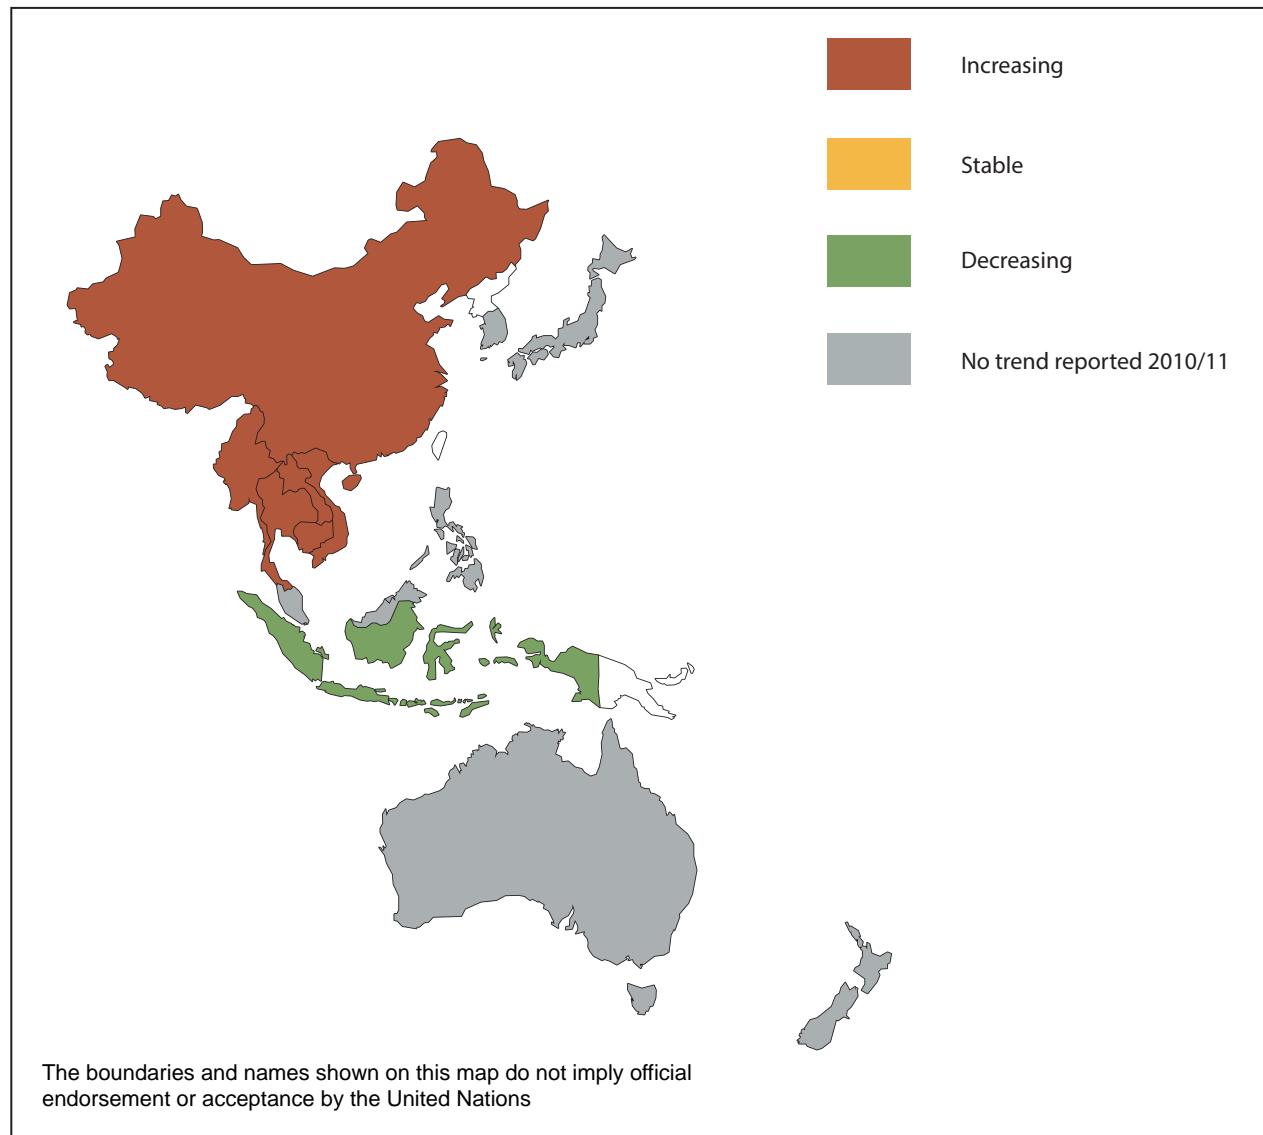 Increasing
Stable
Decreasing
No trend reported 2010/11
The boundaries and names shown on this map do not imply official
endorsement or acceptance by the United Nations